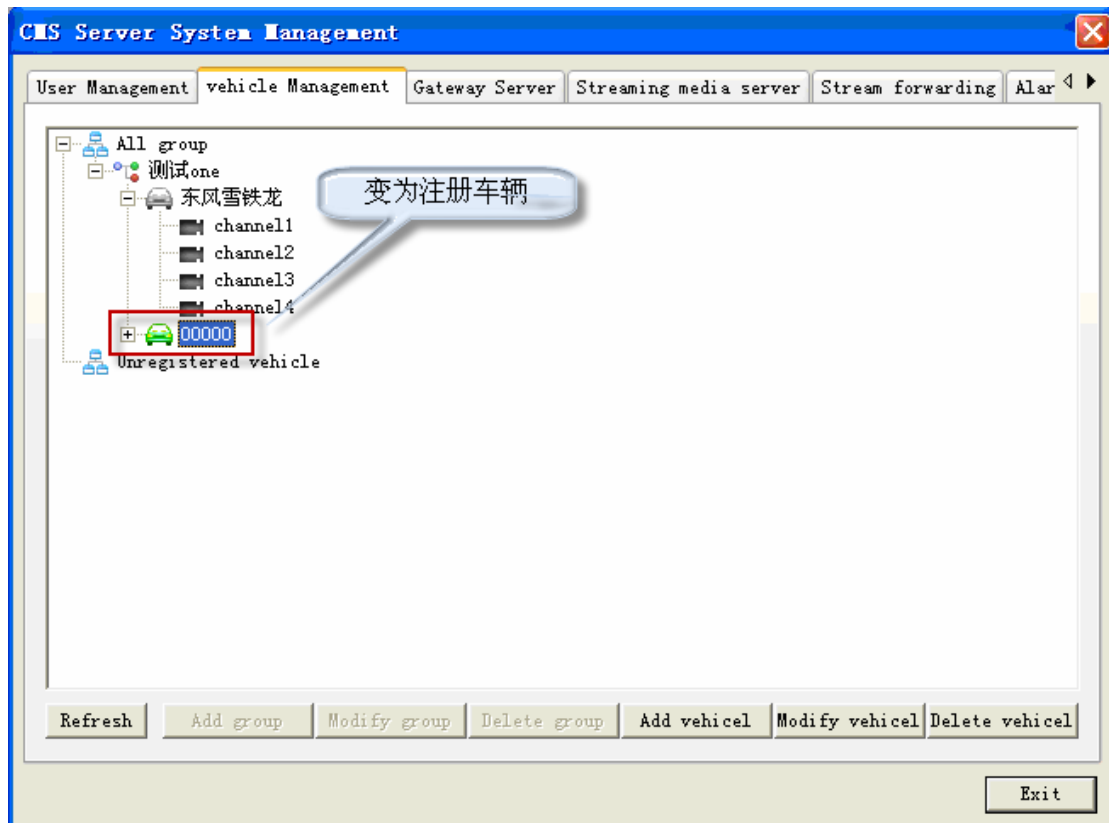 CMS Server System Management
User Management vehicle Management Gateway Server Streaming media server Stream forwarding Alar
All group
测试one
东风雪铁龙
变为注册车辆
channel1
channel2
channel3
channel4
00000
Unregistered vehicle
Refresh Add group Modify group Delete group Add vehicel Modify vehicel Delete vehicel
Exit